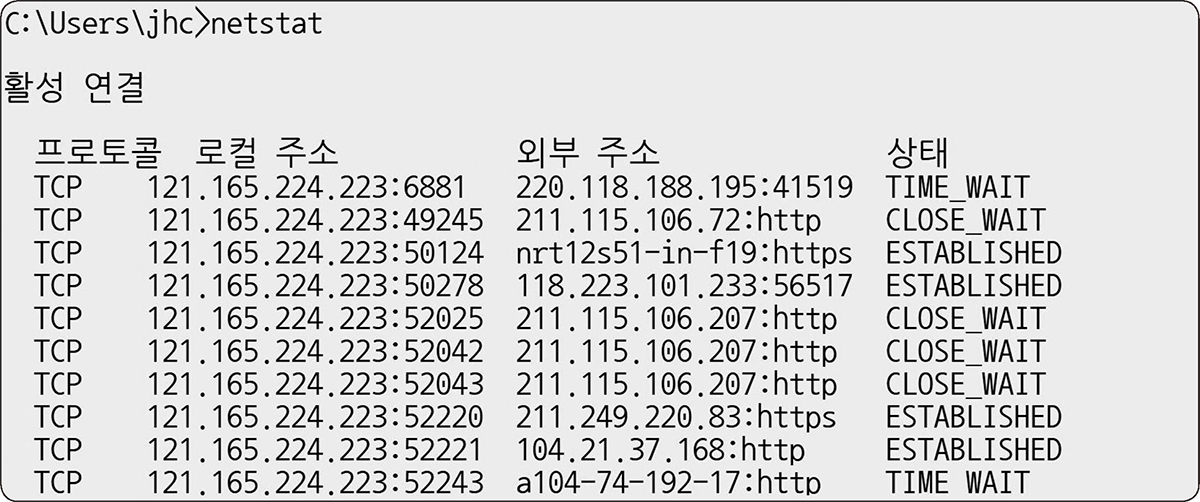 C:\Users\jhc>netstat
활성 연결
프로토콜 로컬 주소 외부 주소 상태
TCP 121.165.224.223:6881 220.118.188.195:41519 TIME_WAIT
TCP 121.165.224.223:49245 211.115.106.72:http CLOSE_WAIT
TCP 121.165.224.223:50124 nrt12s51-in-f19:https ESTABLISHED
TCP 121.165.224.223:50278 118.223.101.233:56517 ESTABLISHED
TCP 121.165.224.223:52025 211.115.106.207:http CLOSE_WAIT
TCP 121.165.224.223:52042 211.115.106.207:http CLOSE_WAIT
TCP 121.165.224.223:52043 211.115.106.207:http CLOSE_WAIT
TCP 121.165.224.223:52220 211.249.220.83:https ESTABLISHED
TCP 121.165.224.223:52221 104.21.37.168:http ESTABLISHED
TCP 121.165.224.223:52243 a104-74-192-17:http TIME_WAIT